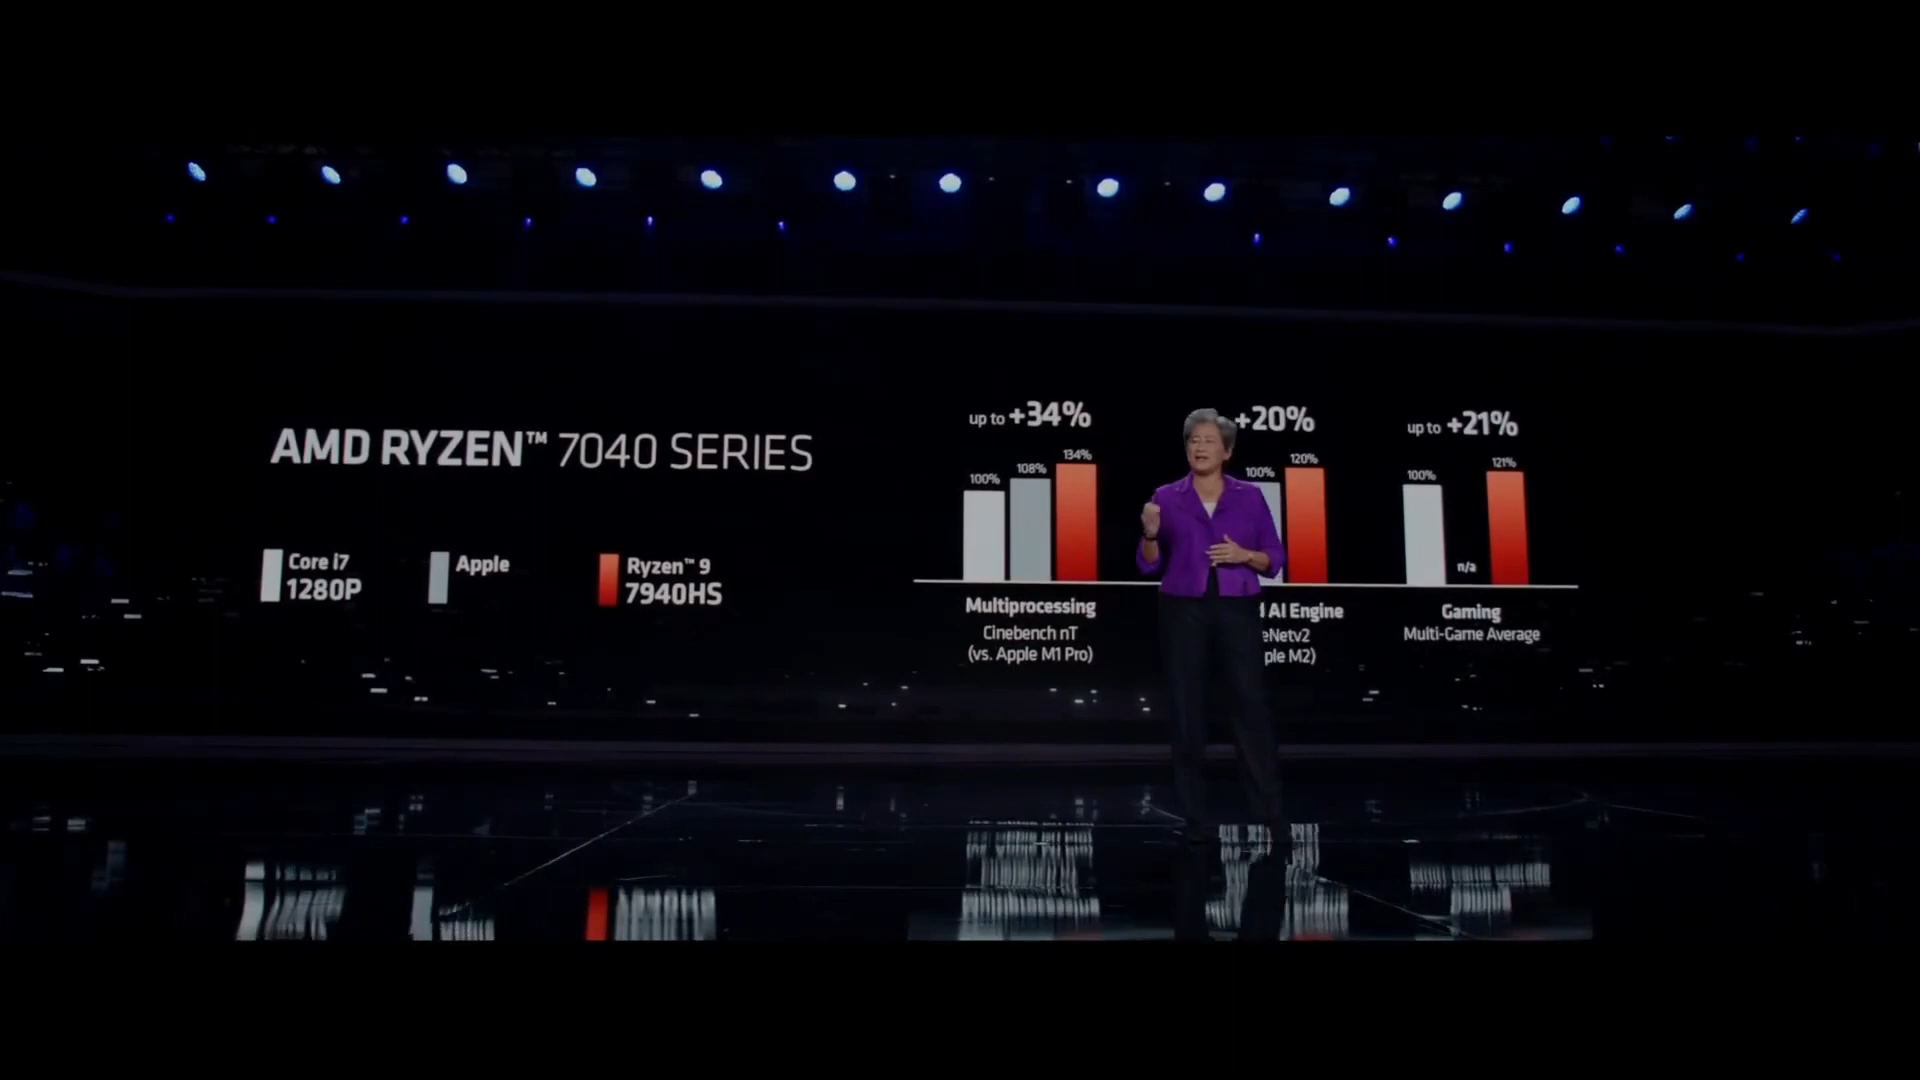 AMD RYZEN™ 7040 SERIES
Core i7
1280P
Apple
Ryzen™ 9
7940HS
up to +34%
100%
108%
134%
Multiprocessing
Cinebench nT
(vs. Apple M1 Pro)
+20%
100%
120%
AI Engine
M2)
up to +21%
100%
n/a
121%
Gaming
Multi-Game Average